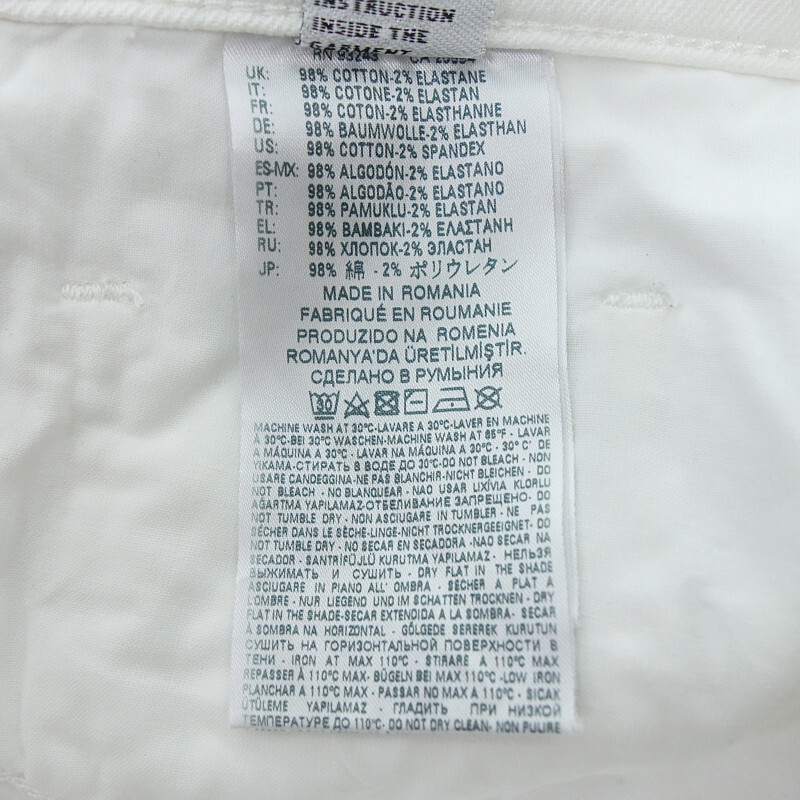 INSTRUCTION
INSIDE THE
GARMENT
RN 93243
UK: 98% COTTON-2% ELASTANE
IT: 98% COTONE-2% ELASTAN
FR: 98% COTON-2% ELASTHANNE
DE: 98% BAUMWOLLE-2% ELASTHAN
US: 98% COTTON-2% SPANDEX
ES-MX: 98% ALGODÓN-2% ELASTANO
PT: 98% ALGODÃO-2% ELASTANO
TR: 98% PAMUKLU-2% ELASTAN
EL: 98% BAMBAKI-2% ΕΛΑΣΤΑΝΗ
RU: 98% ХЛОПОК-2% ЭЛАСТАН
JP: 98% 綿 - 2% ポリウレタン
MADE IN ROMANIA
FABRIQUÉ EN ROUMANIE
PRODUZIDO NA ROMENIA
ROMANYA'DA ÜRETİLMİŞTİR.
СДЕЛАНО В РУМЫНИЯ
30
MACHINE WASH AT 30°C-LAVARE A 30°C-LAVER EN MACHINE
À 30°C-BEI 30°C WASCHEN-MACHINE WASH AT 85°F - LAVAR
A MÁQUINA A 30°C - LAVAR NA MÁQUINA A 30°C - 30° C' DE
YIKAMA-СТИРАТЬ В ВОДЕ ДО 30°C-DO NOT BLEACH - NON
USARE CANDEGGINA-NE PAS BLANCHIR-NICHT BLEICHEN - DO
NOT BLEACH - NO BLANQUEAR - NAO USAR LIXÍVIA KLORLU
AĞARTMA YAPILAMAZ-ОТБЕЛИВАНИЕ ЗАПРЕЩЕНО- DO
NOT TUMBLE DRY - NON ASCIUGARE IN TUMBLER - NE PAS
SÉCHER DANS LE SÈCHE-LINGE-NICHT TROCKNERGEEIGNET- DO
NOT TUMBLE DRY - NO SECAR EN SECADORA -NAO SECAR NA
SECADOR - SANTRİFÜJLÜ KURUTMA YAPILAMAZ - НЕЛЬЗЯ
ВЫЖИМАТЬ И СУШИТЬ - DRY FLAT IN THE SHADE
ASCIUGARE IN PIANO ALL' OMBRA - SÉCHER A PLAT A
L'OMBRE - NUR LIEGEND UND IM SCHATTEN TROCKNEN - DRY
FLAT IN THE SHADE-SECAR EXTENDIDA A LA SOMBRA- SECAR
À SOMBRA NA HORIZONTAL - GÖLGEDE SEREREK KURUTUN
СУШИТЬ НА ГОРИЗОНТАЛЬНОЙ ПОВЕРХНОСТИ В
ТЕНИ - IRON AT MAX 110°C - STIRARE A 110°C MAX
REPASSER À 110°C MAX- BÜGELN BEI MAX 110°C -LOW IRON
PLANCHAR A 110°C MAX - PASSAR NO MAX A 110°C - SICAK
ÜTÜLEME YAPILAMAZ - ГЛАДИТЬ ПРИ НИЗКОЙ
ТЕМПЕРАТУРЕ ДО 110°C- DO NOT DRY CLEAN- NON PULIRE